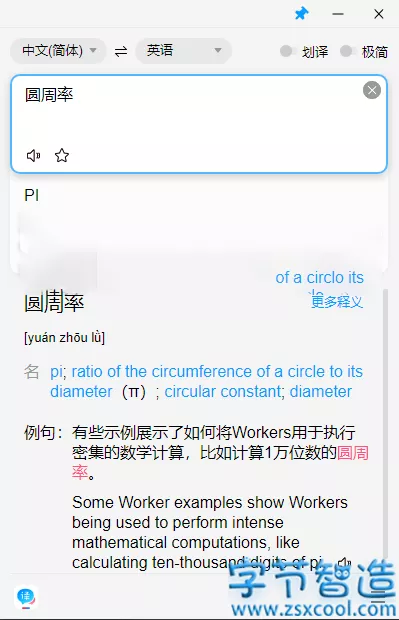 中文(简体) 英语 划译 极简
圆周率
PI
of a circlo its
圆周率 更多释义
[yuán zhōu lǜ]
名 pi; ratio of the circumference of a circle to its
diameter（π）; circular constant; diameter
例句： 有些示例展示了如何将Workers用于执行
密集的数学计算，比如计算1万位数的圆周
率。
Some Worker examples show Workers
being used to perform intense
mathematical computations, like
calculating ten-thousand digits of pi
译
字节智造
www.zsxcool.com